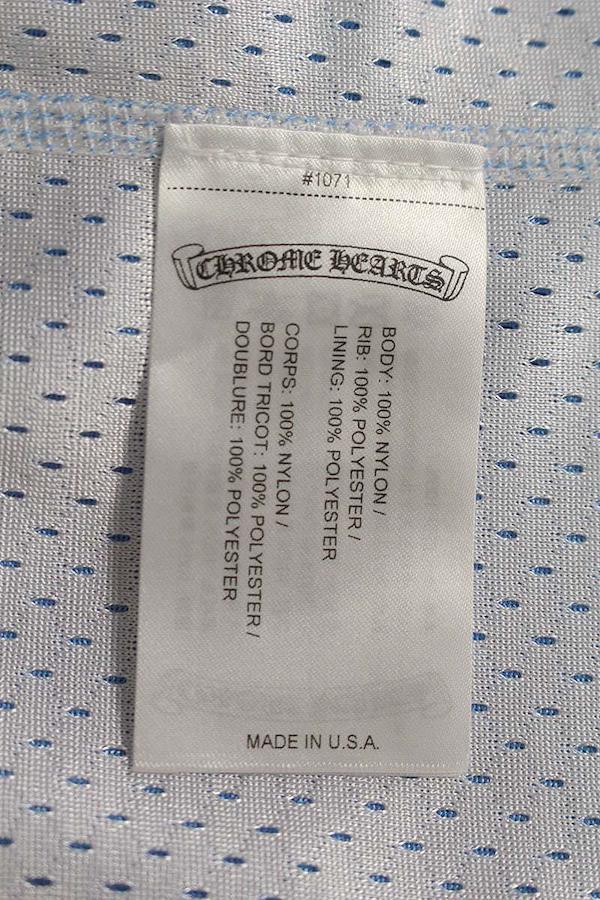 #1071
CHROME HEARTS
BODY: 100% NYLON /
RIB: 100% POLYESTER /
LINING: 100% POLYESTER
CORPS: 100% NYLON /
BORD TRICOT: 100% POLYESTER /
DOUBLURE: 100% POLYESTER
MADE IN U.S.A.